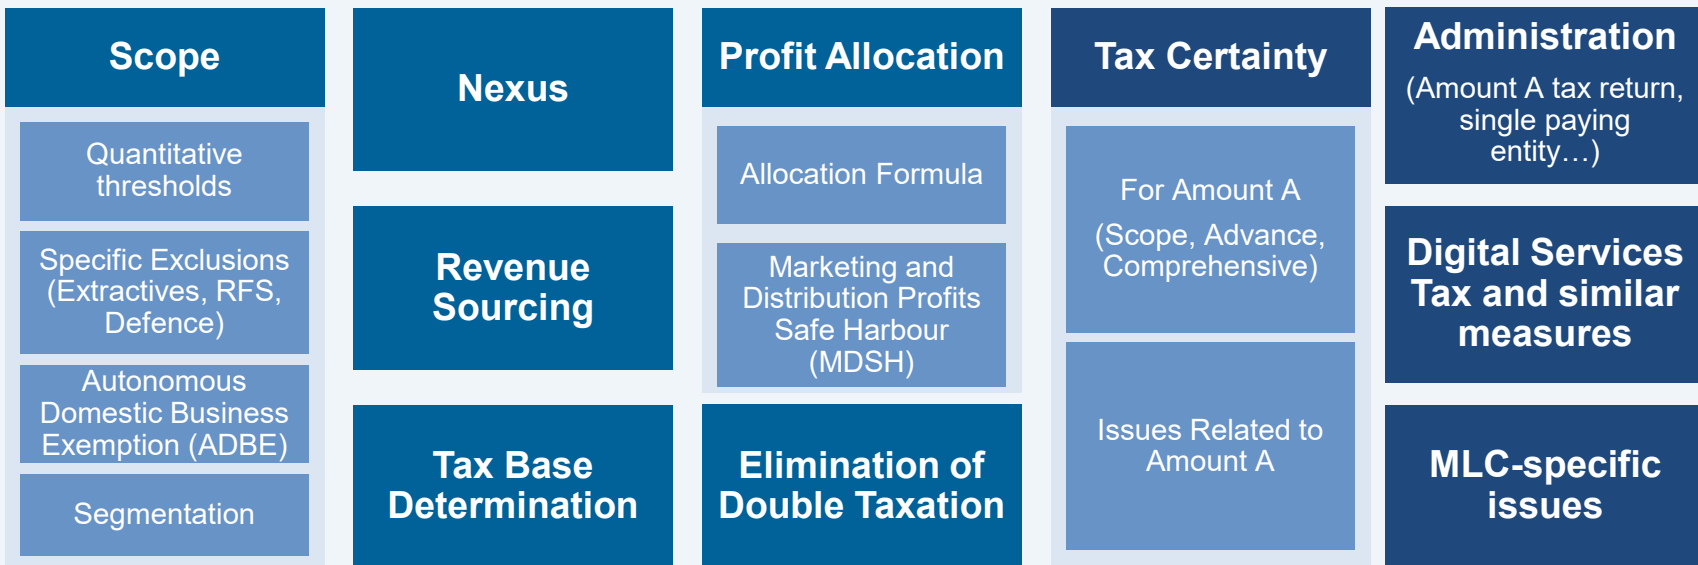 Scope
Quantitative
thresholds
Specific Exclusions
(Extractives, RFS,
Defence)
Autonomous
Domestic Business
Exemption (ADBE)
Segmentation
Nexus
Revenue
Sourcing
Tax Base
Determination
Profit Allocation
Allocation Formula
Marketing and
Distribution Profits
Safe Harbour
(MDSH)
Elimination of
Double Taxation
Tax Certainty
For Amount A
(Scope, Advance,
Comprehensive)
Issues Related to
Amount A
Administration
(Amount A tax return,
single paying
entity…)
Digital Services
Tax and similar
measures
MLC-specific
issues